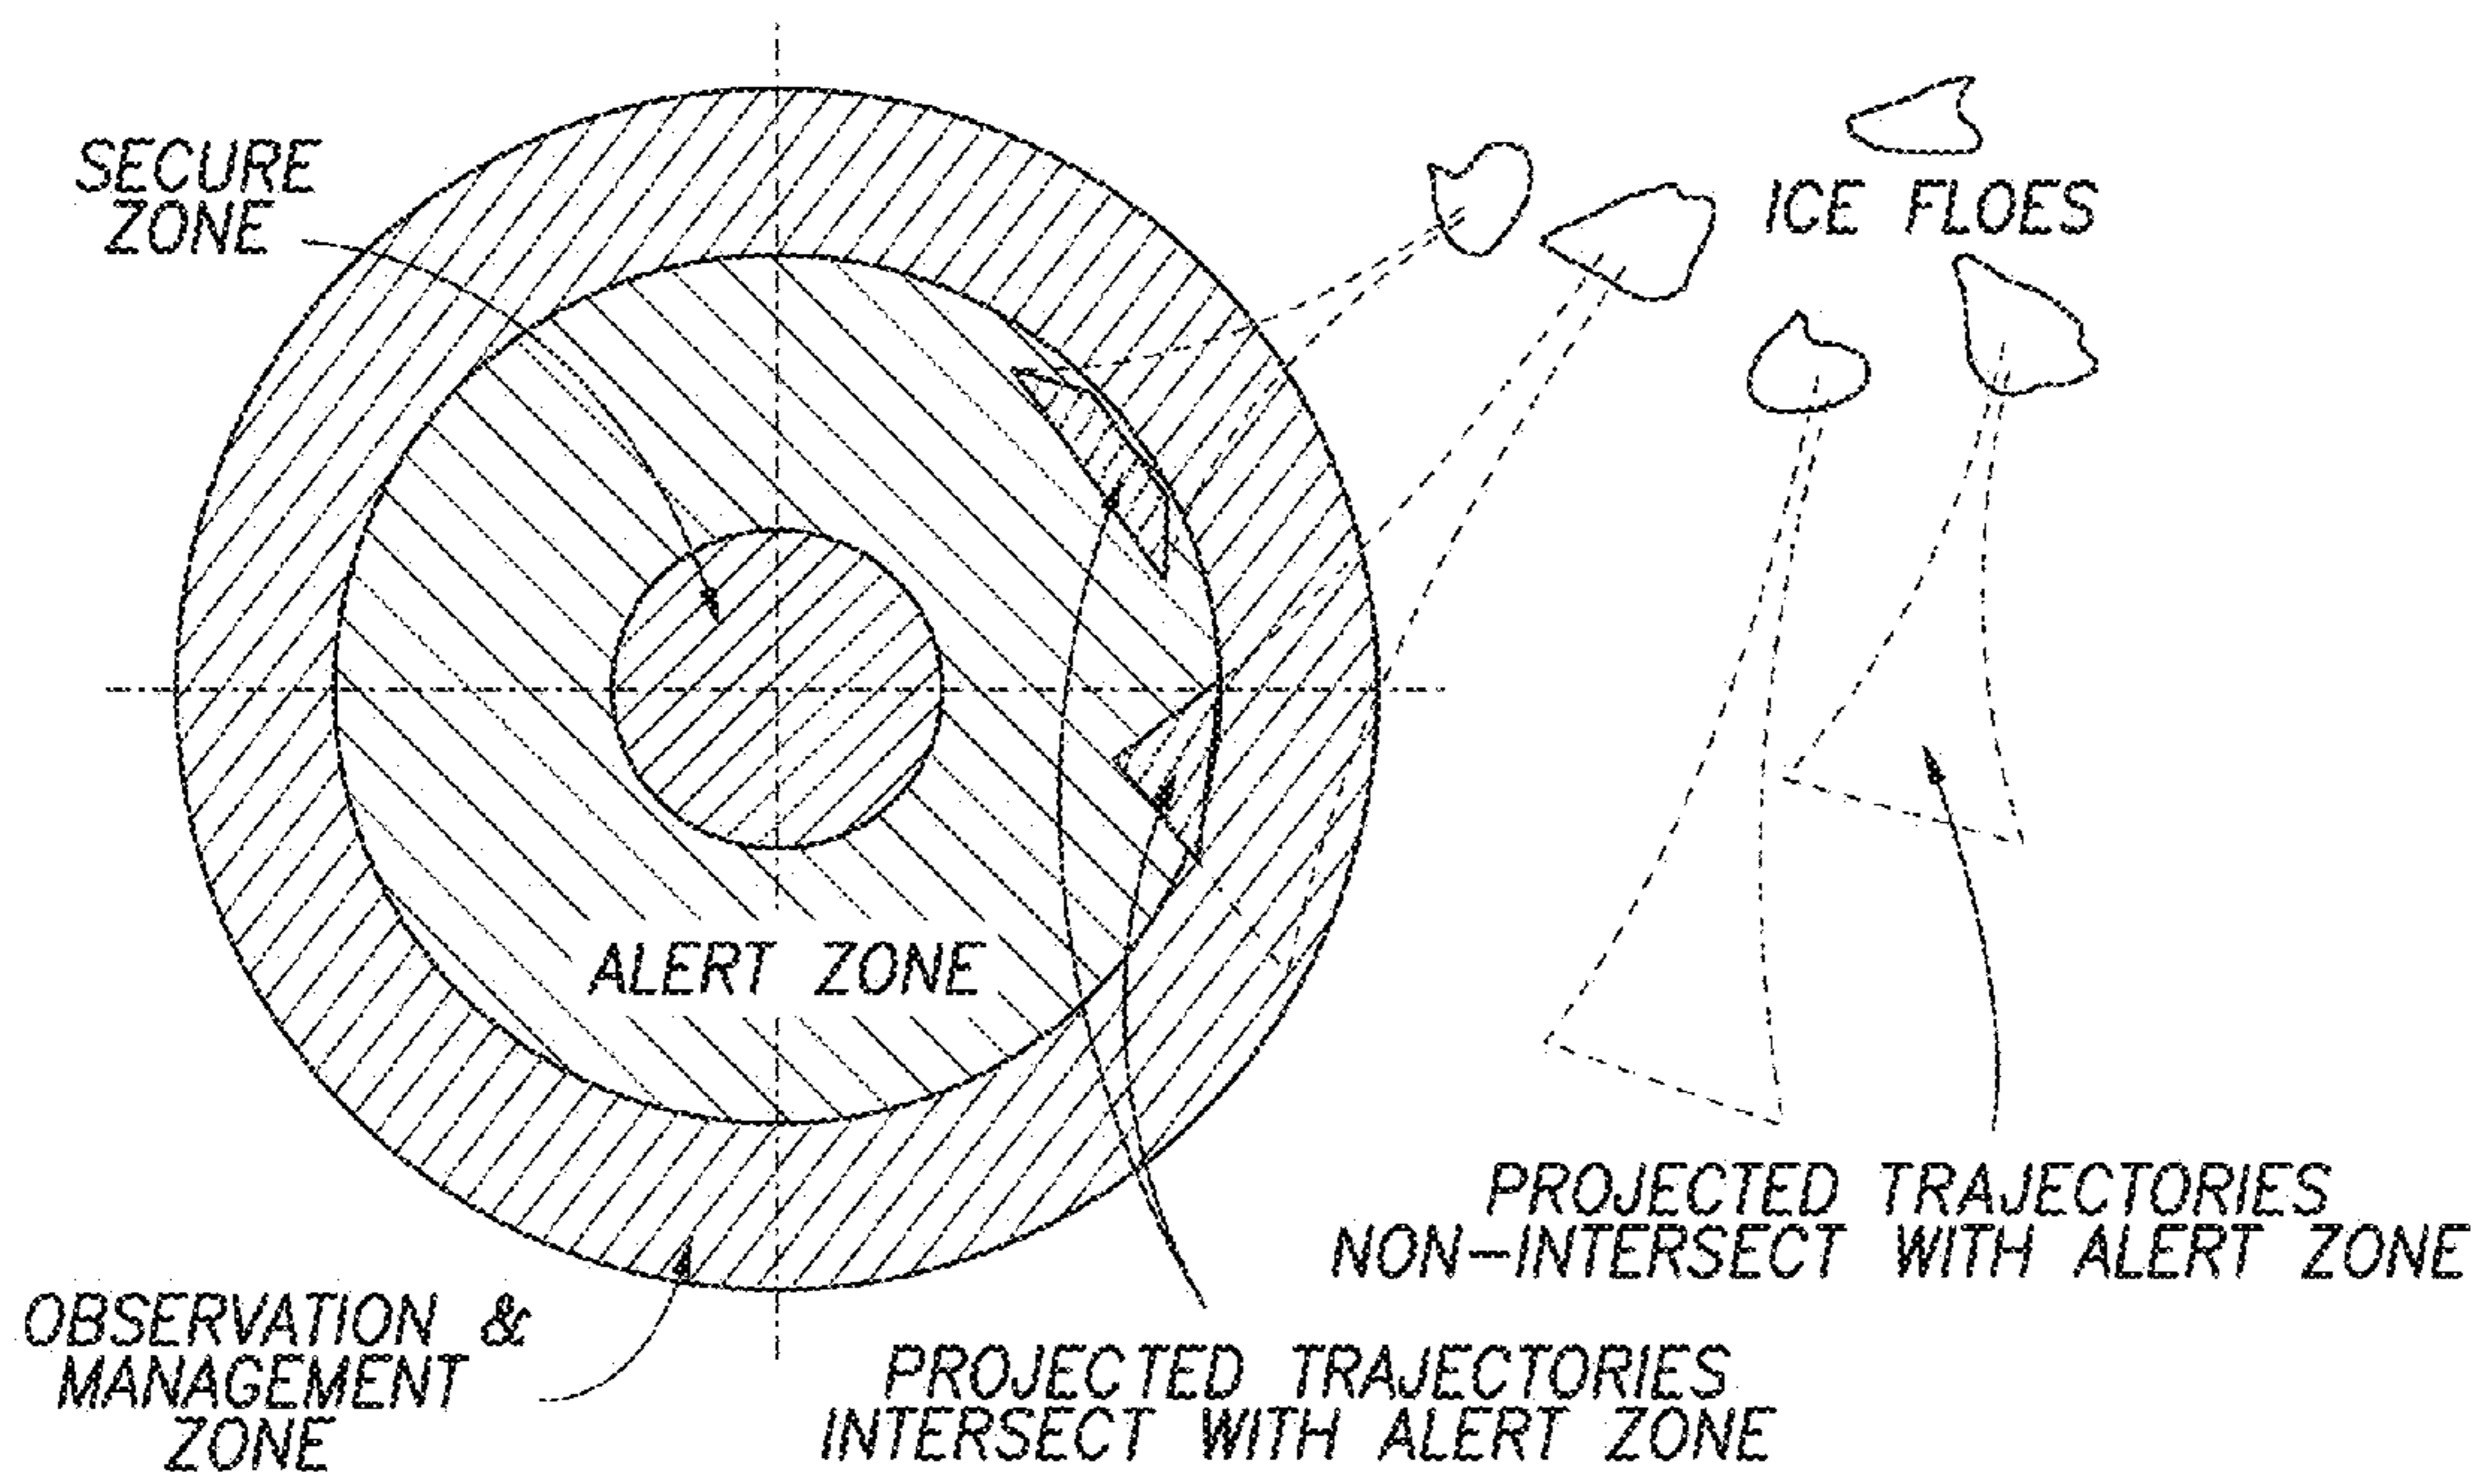 SECURE
ZONE
ICE FLOES
ALERT ZONE
PROJECTED TRAJECTORIES
NON-INTERSECT WITH ALERT ZONE
OBSERVATION &
MANAGEMENT
ZONE
PROJECTED TRAJECTORIES
INTERSECT WITH ALERT ZONE